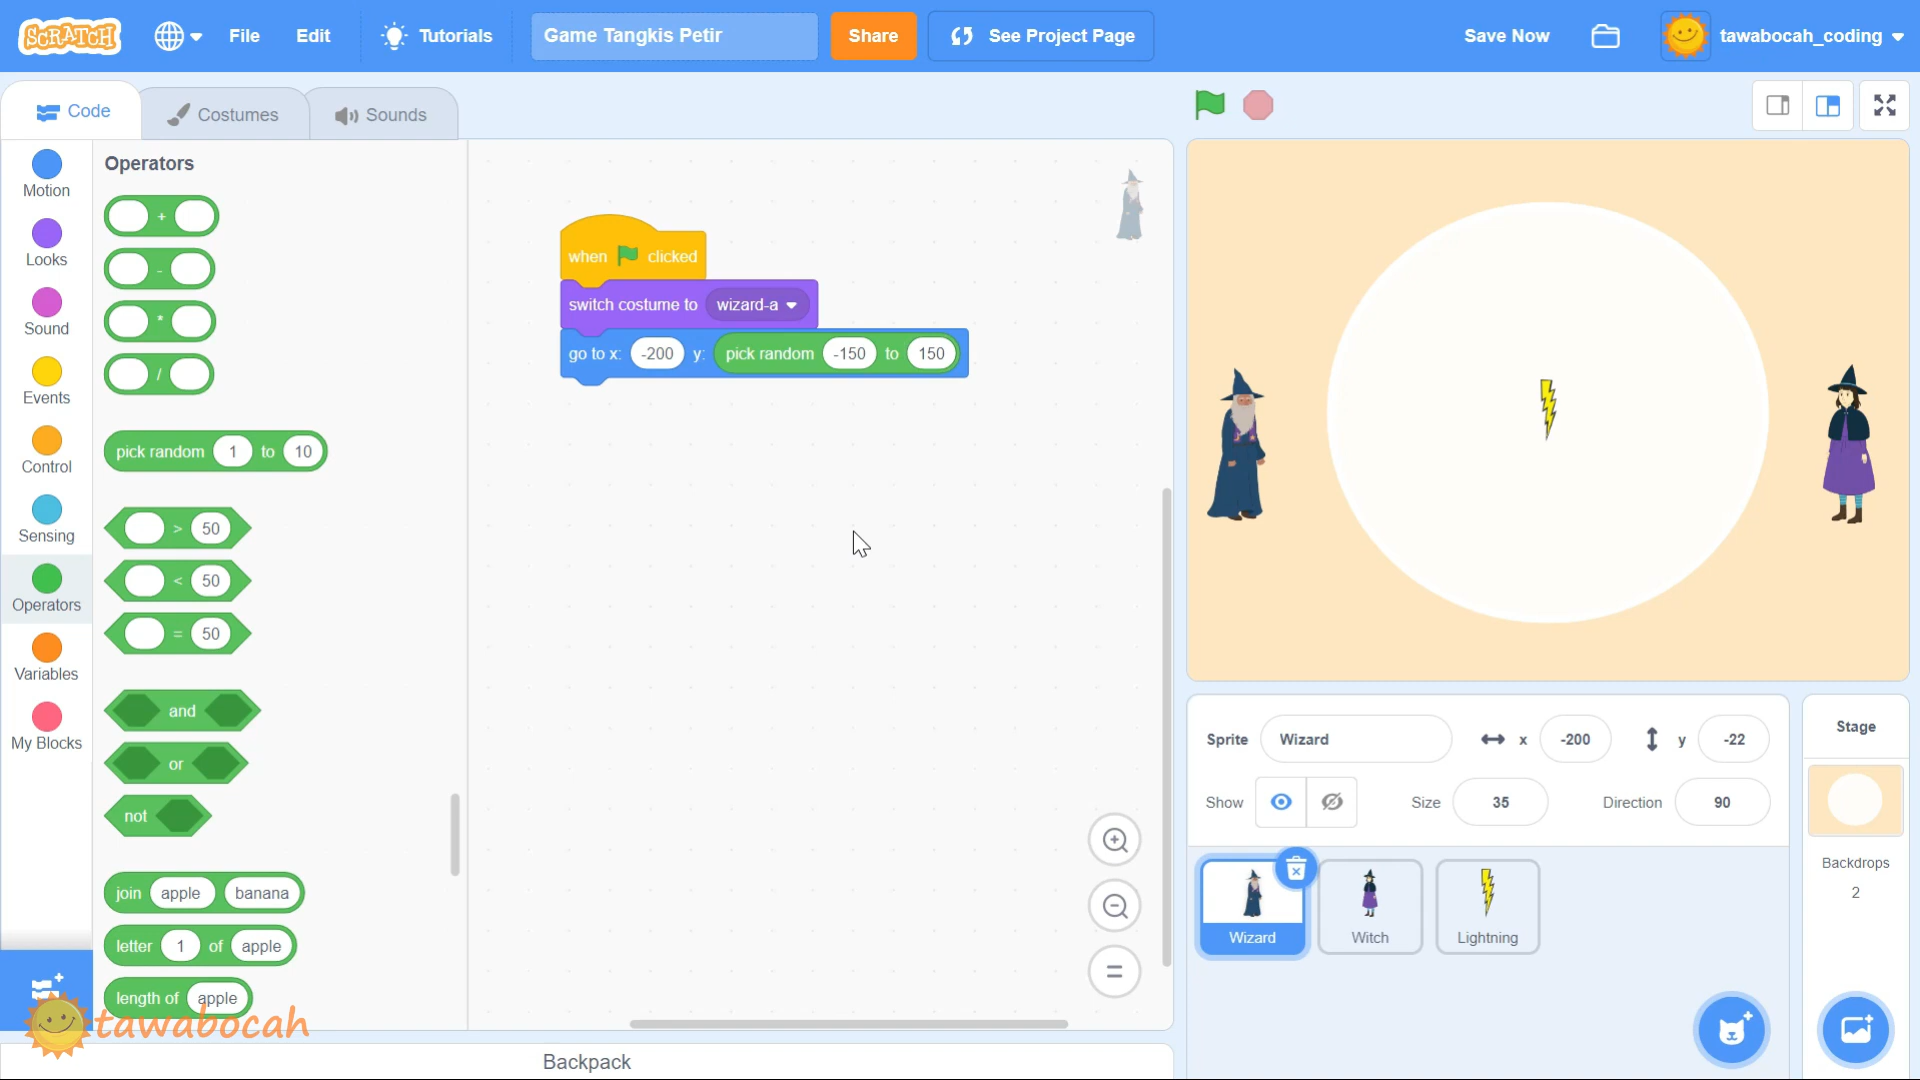 SCRATCH
File
Edit
Tutorials
Game Tangkis Petir
Share
See Project Page
Save Now
tawabocah_coding
Code
Costumes
Sounds
Motion
Looks
Sound
Events
Control
Sensing
Operators
Variables
My Blocks
Operators
+
-
*
/
pick random 1 to 10
> 50
< 50
= 50
and
or
not
join apple banana
letter 1 of apple
length of apple
tawabocah
when clicked
switch costume to wizard-a
go to x: -200 y: pick random -150 to 150
Backpack
Sprite Wizard x -200 y -22
Show Size 35 Direction 90
Wizard
Witch
Lightning
Stage
Backdrops
2